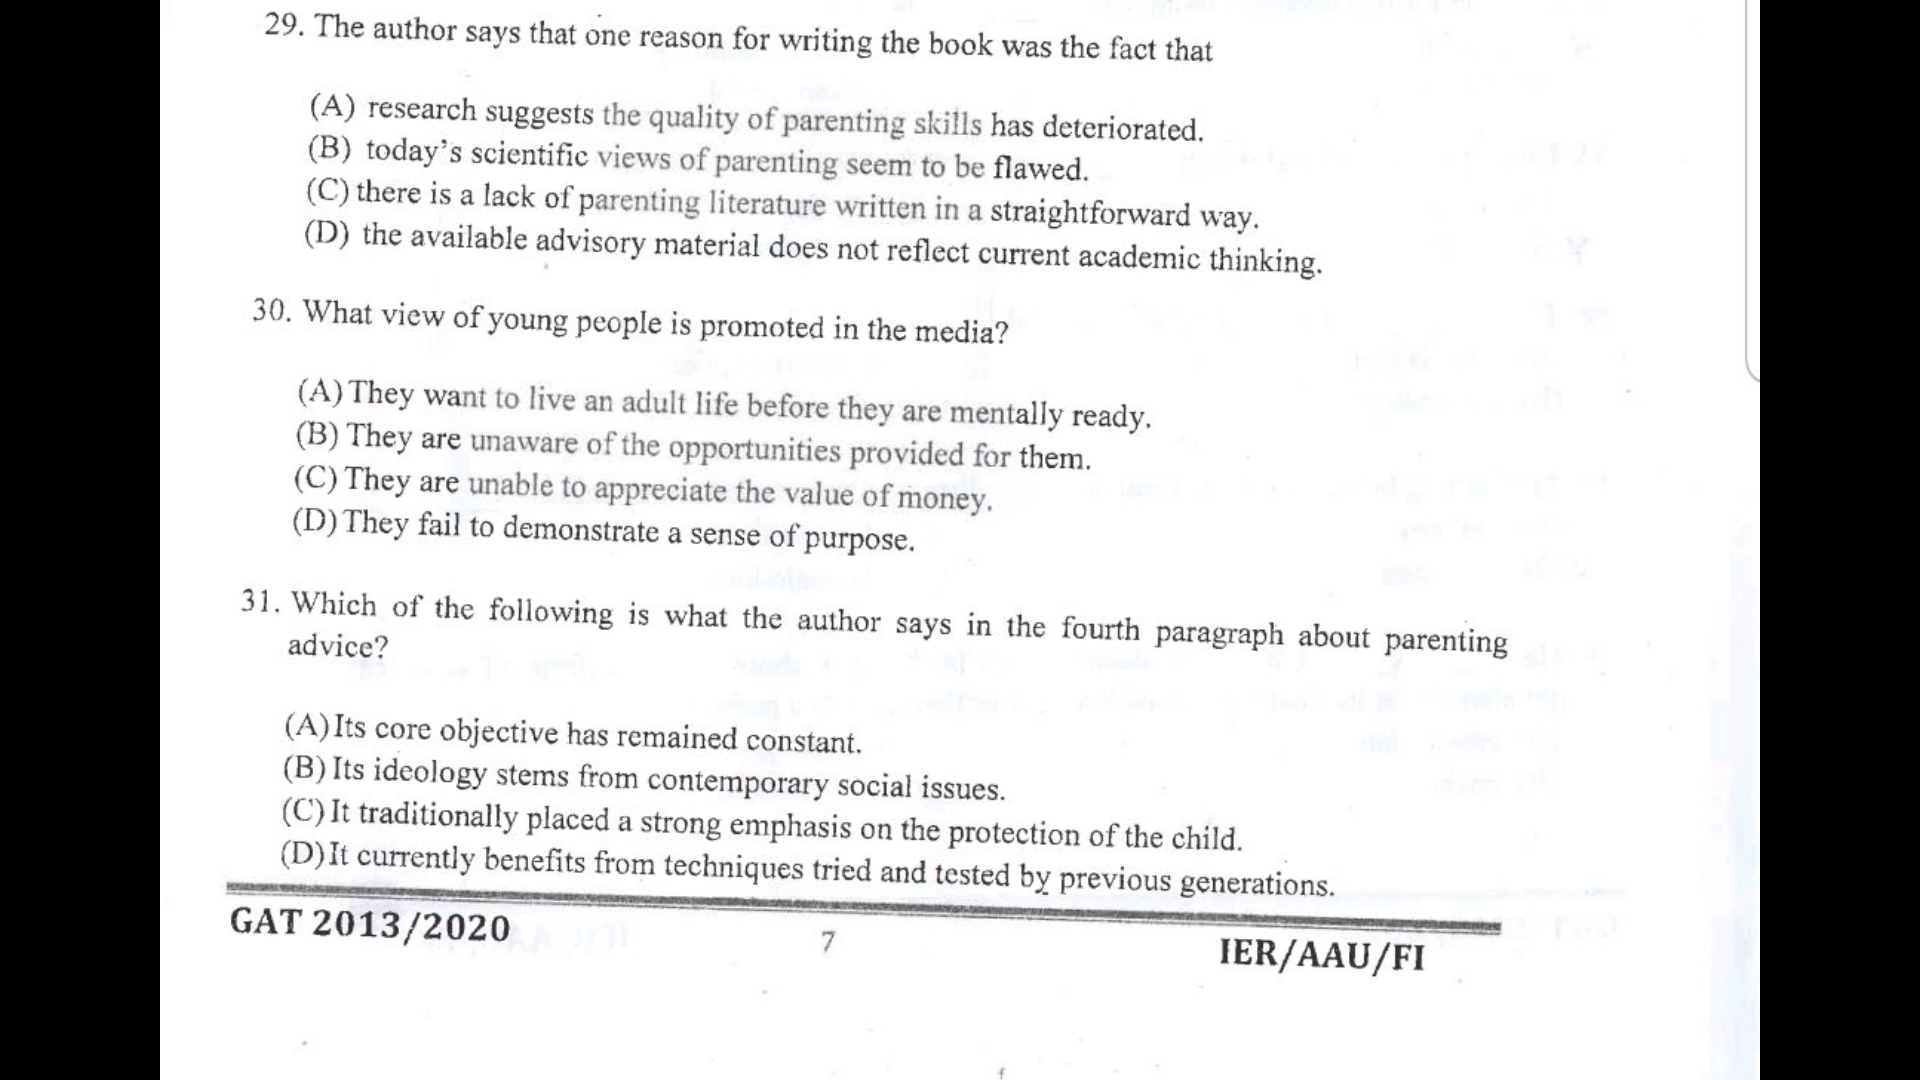 29. The author says that one reason for writing the book was the fact that
(A) research suggests the quality of parenting skills has deteriorated.
(B) today's scientific views of parenting seem to be flawed.
(C) there is a lack of parenting literature written in a straightforward way.
(D) the available advisory material does not reflect current academic thinking.
30. What view of young people is promoted in the media?
(A) They want to live an adult life before they are mentally ready.
(B) They are unaware of the opportunities provided for them.
(C) They are unable to appreciate the value of money.
(D) They fail to demonstrate a sense of purpose.
31. Which of the following is what the author says in the fourth paragraph about parenting
advice?
(A) Its core objective has remained constant.
(B) Its ideology stems from contemporary social issues.
(C) It traditionally placed a strong emphasis on the protection of the child.
(D) It currently benefits from techniques tried and tested by previous generations.
GAT 2013/2020 7 IER/AAU/FI